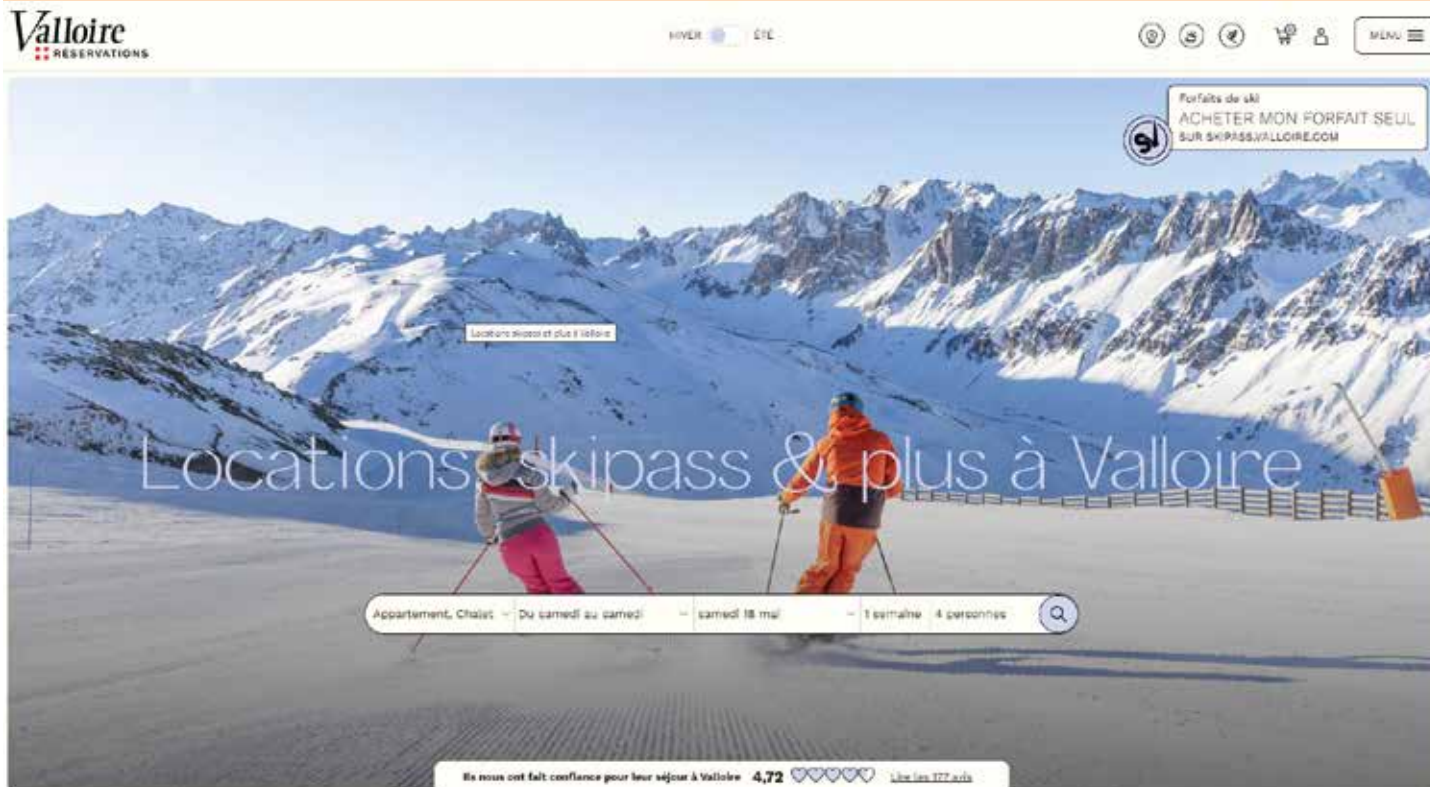 Valloire
RÉSERVATIONS
HIVER ÉTÉ
0
MENU
Forfaits de ski
ACHETER MON FORFAIT SEUL
SUR SKIPASS.VALLOIRE.COM
Locations skipass et plus à Valloire
Locations, skipass & plus à Valloire
Appartement, Chalet Du samedi au samedi samedi 18 mai 1 semaine 4 personnes
Ils nous ont fait confiance pour leur séjour à Valloire 4,72 Lire les 177 avis